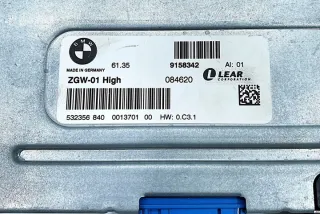 BMW
61.35 9158342 AI: 01
MADE IN GERMANY
ZGW-01 High 084620 LEAR
CORPORATION
532356 840 0013701 00 HW: 0.C3.1